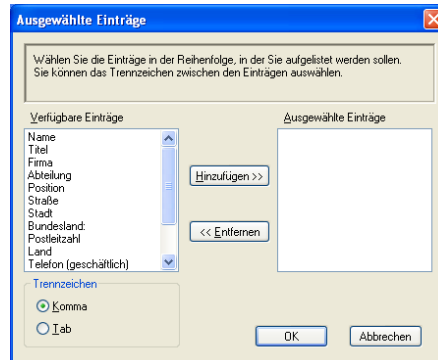 Ausgewählte Einträge
Wählen Sie die Einträge in der Reihenfolge, in der Sie aufgelistet werden sollen.
Sie können das Trennzeichen zwischen den Einträgen auswählen.
Verfügbare Einträge
Ausgewählte Einträge
Name
Titel
Firma
Abteilung
Position
Straße
Stadt
Bundesland:
Postleitzahl
Land
Telefon (geschäftlich)
Hinzufügen >>
<< Entfernen
Trennzeichen
Komma
Tab
OK
Abbrechen